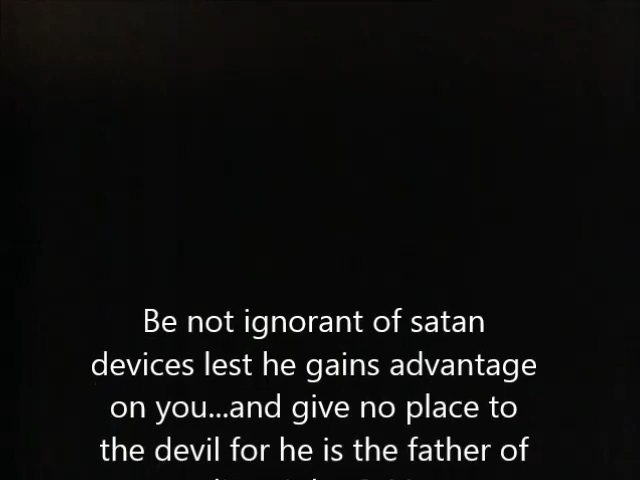 Be not ignorant of satan
devices lest he gains advantage
on you...and give no place to
the devil for he is the father of